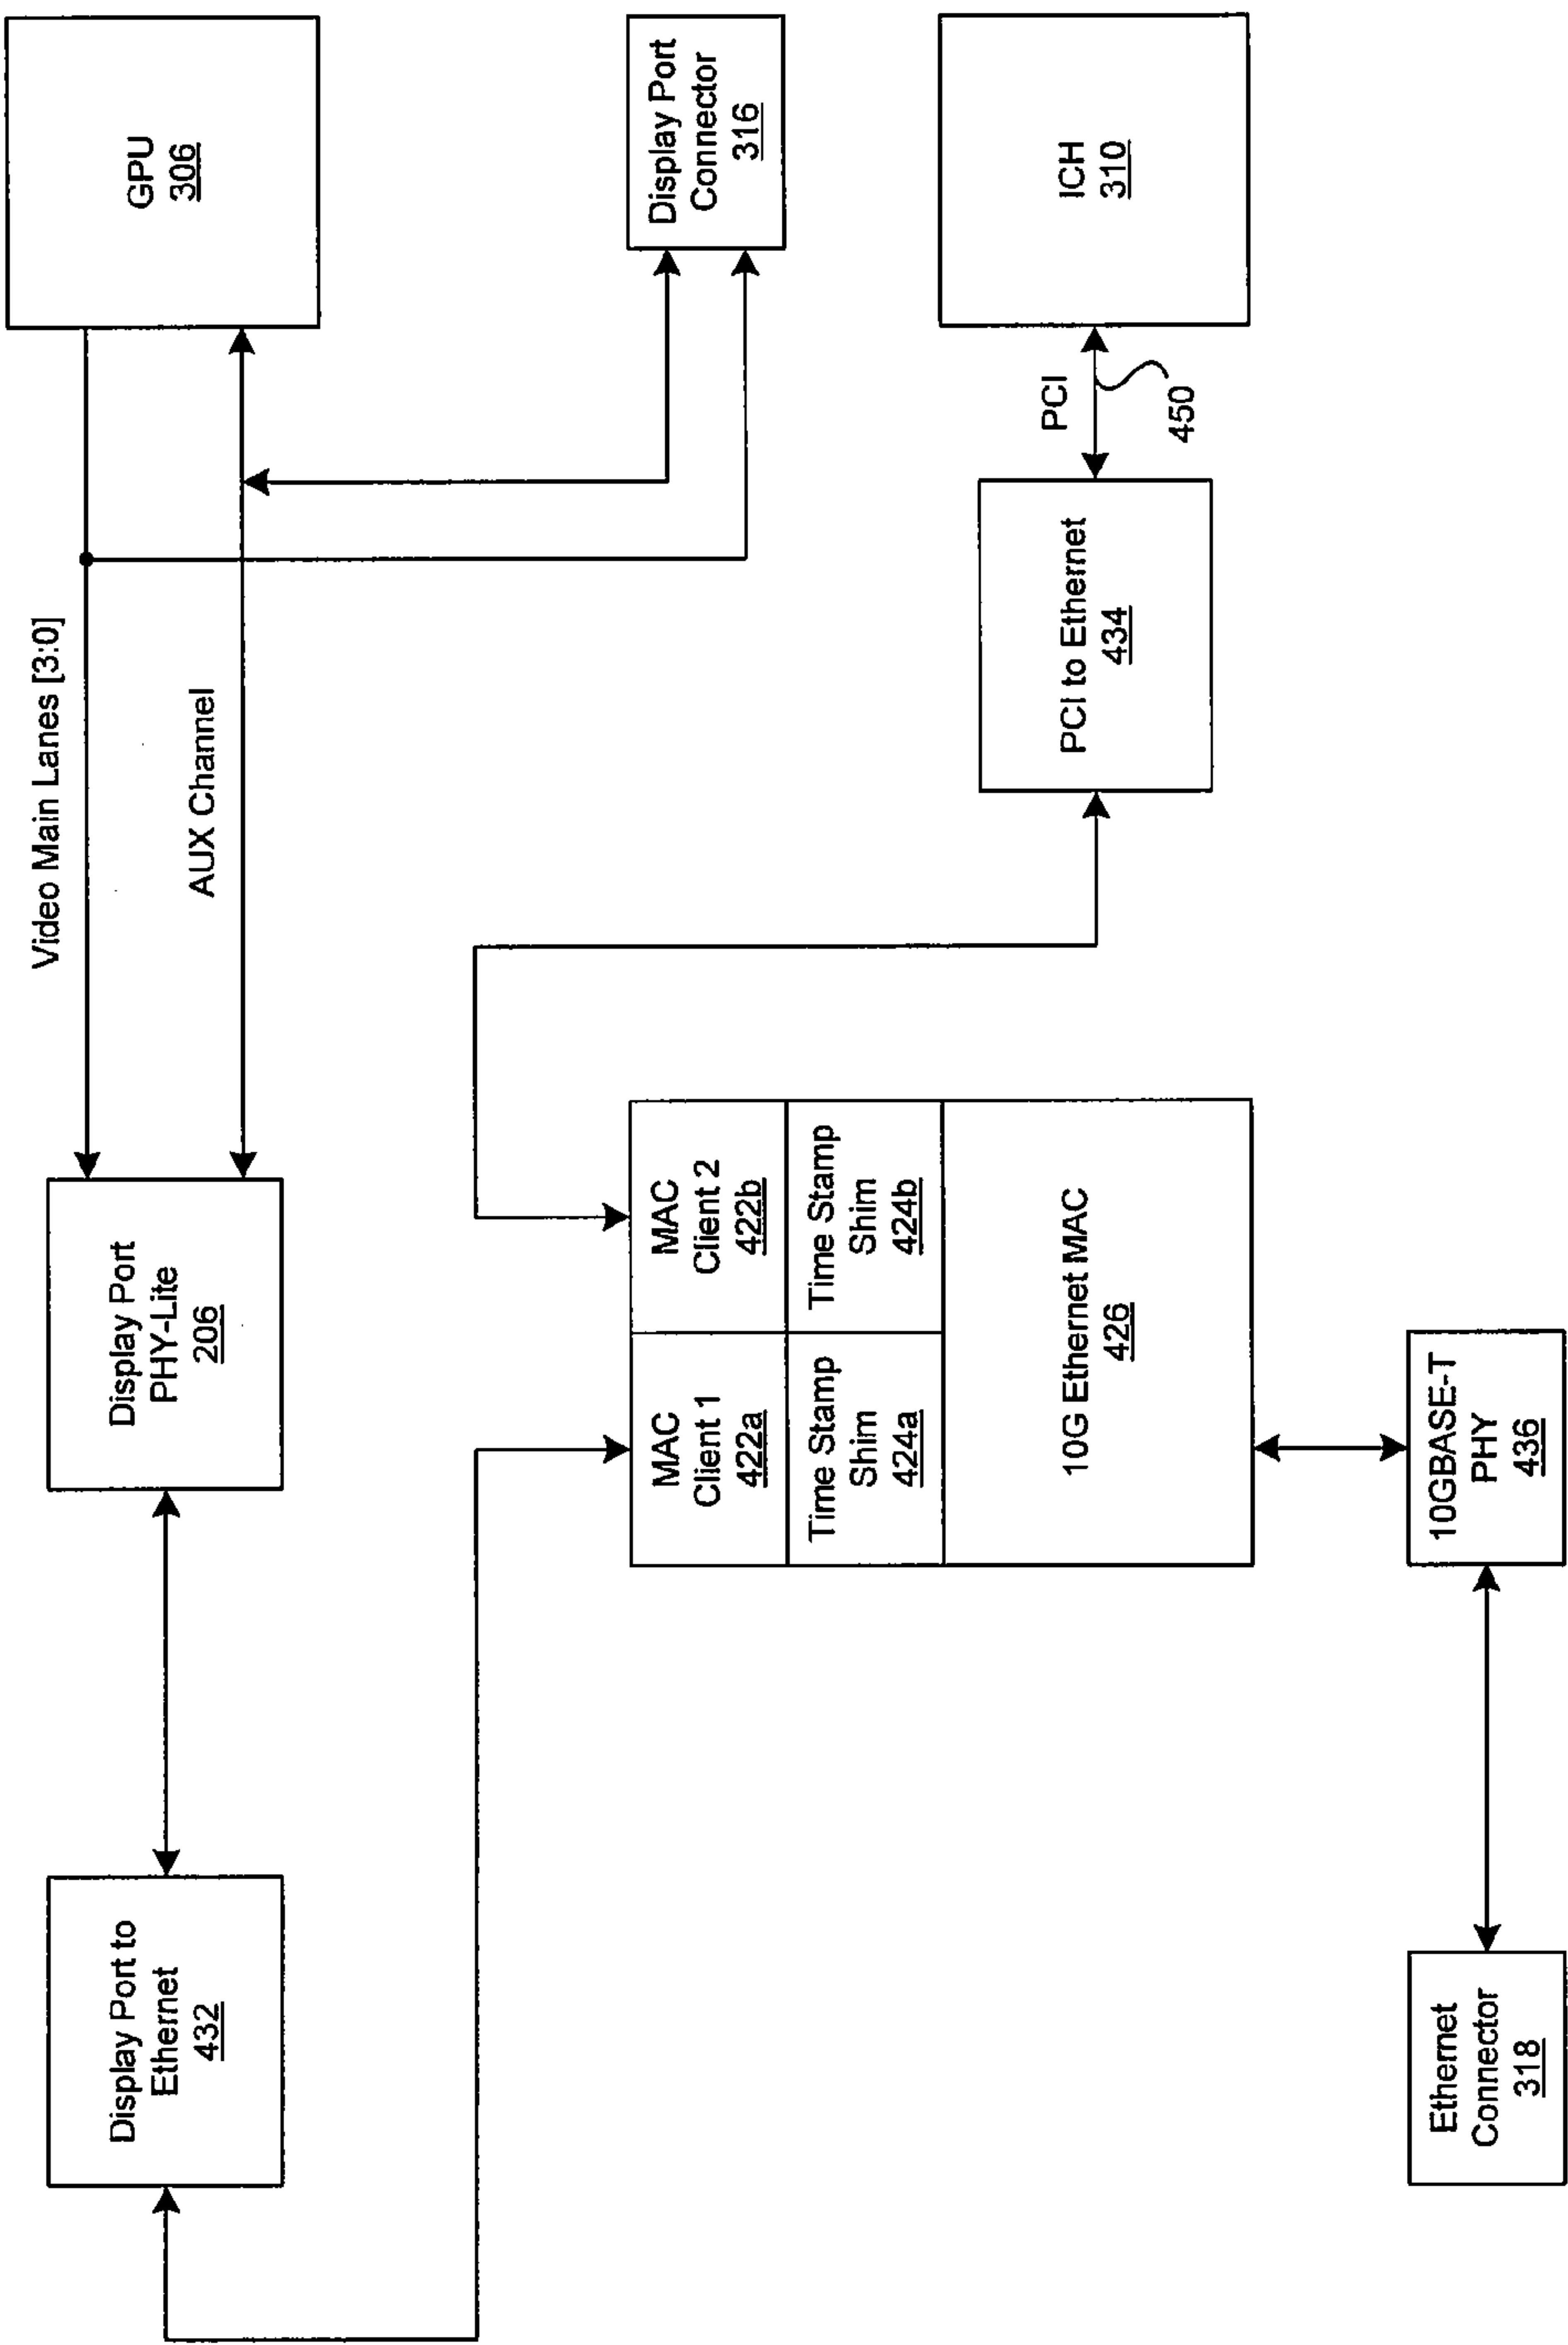 Display Port to
Ethernet
432
Display Port
PHY-Lite
206
Video Main Lanes [3:0]
AUX Channel
GPU
306
Display Port
Connector
316
MAC
Client 1
422a
MAC
Client 2
422b
Time Stamp
Shim
424a
Time Stamp
Shim
424b
10G Ethernet MAC
426
PCI to Ethernet
434
PCI
450
ICH
310
Ethernet
Connector
318
10GBASE-T
PHY
436